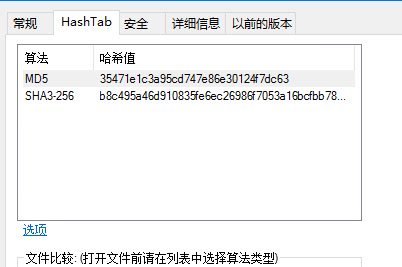 常规 HashTab 安全 详细信息 以前的版本
算法 哈希值
MD5 35471e1c3a95cd747e86e30124f7dc63
SHA3-256 b8c495a46d910835fe6ec26986f7053a16bcfbb78...
选项
文件比较: (打开文件前请在列表中选择算法类型)